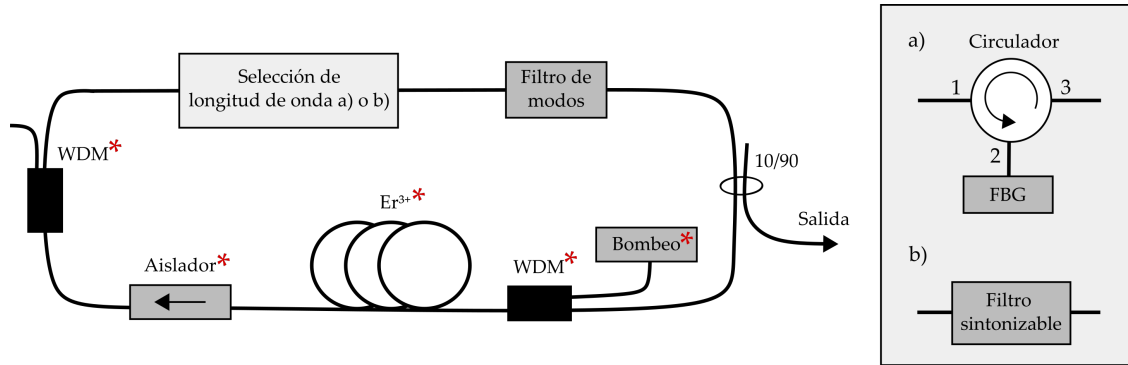 Selección de
longitud de onda a) o b)
Filtro de
modos
WDM*
10/90
Salida
Er³⁺*
Bombeo*
WDM*
Aislador*
a)
Circulador
1
3
2
FBG
b)
Filtro
sintonizable